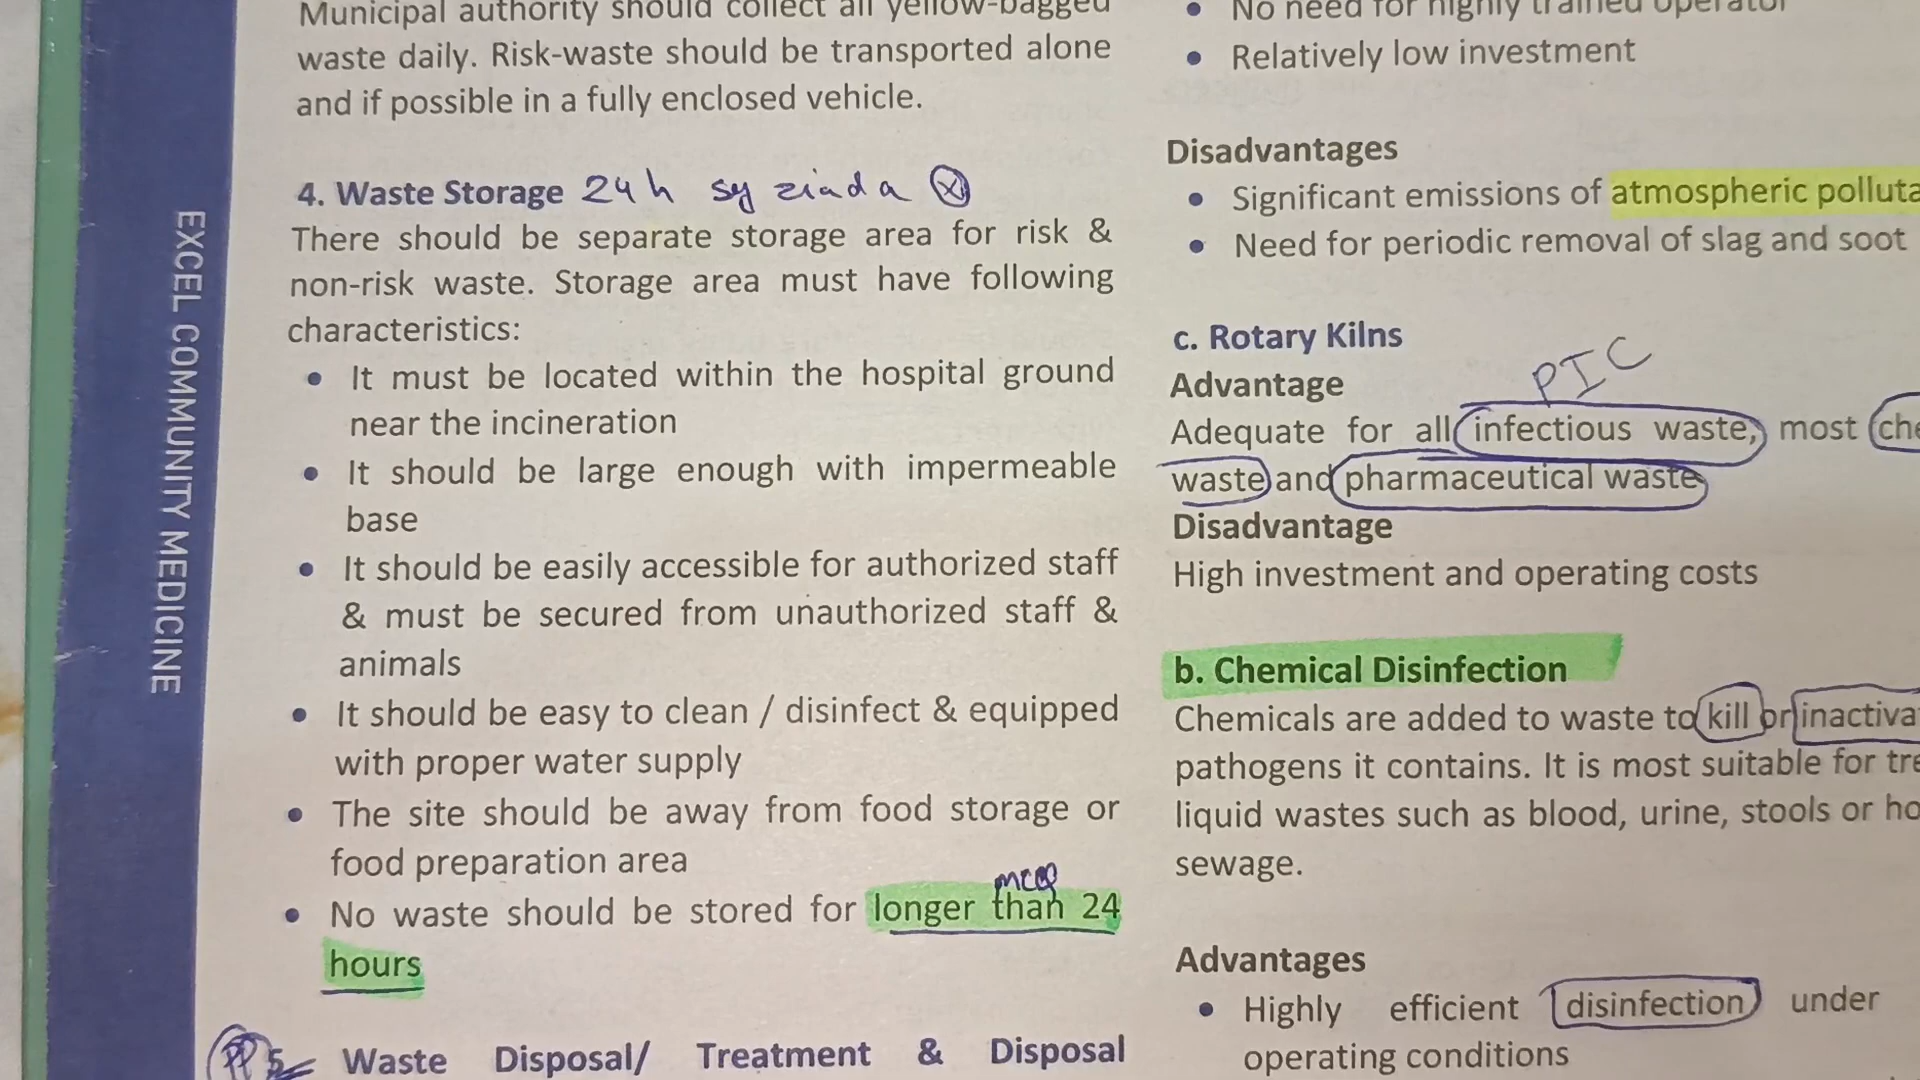 EXCEL COMMUNITY MEDICINE
Municipal authority should collect all yellow-bagged
waste daily. Risk-waste should be transported alone
and if possible in a fully enclosed vehicle.
4. Waste Storage 24 h sy ziada
There should be separate storage area for risk &
non-risk waste. Storage area must have following
characteristics:
• It must be located within the hospital ground
near the incineration
• It should be large enough with impermeable
base
• It should be easily accessible for authorized staff
& must be secured from unauthorized staff &
animals
• It should be easy to clean / disinfect & equipped
with proper water supply
• The site should be away from food storage or
food preparation area
mcq
• No waste should be stored for longer than 24
hours
5. Waste Disposal/ Treatment & Disposal
• No need for highly trained operator
• Relatively low investment
Disadvantages
• Significant emissions of atmospheric polluta
• Need for periodic removal of slag and soot
c. Rotary Kilns
PIC
Advantage
Adequate for all infectious waste, most che
waste and pharmaceutical waste
Disadvantage
High investment and operating costs
b. Chemical Disinfection
Chemicals are added to waste to kill or inactiva
pathogens it contains. It is most suitable for tre
liquid wastes such as blood, urine, stools or ho
sewage.
Advantages
• Highly efficient disinfection under
operating conditions